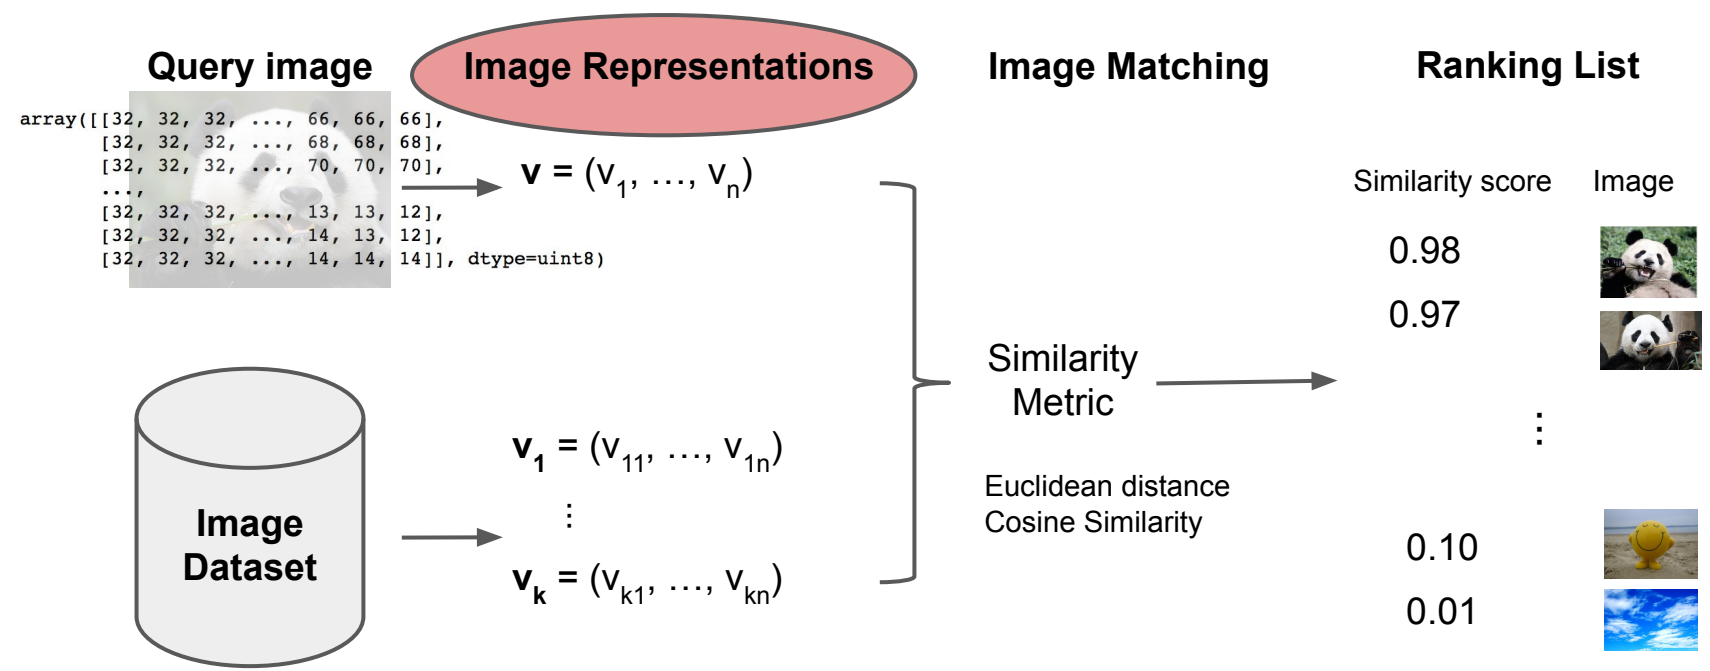 Query image
Image Representations
Image Matching
Ranking List
array([[32, 32, 32, ..., 66, 66, 66],
[32, 32, 32, ..., 68, 68, 68],
[32, 32, 32, ..., 70, 70, 70],
...,
[32, 32, 32, ..., 13, 13, 12],
[32, 32, 32, ..., 14, 13, 12],
[32, 32, 32, ..., 14, 14, 14]], dtype=uint8)
v = (v1, …, vn)
Image
Dataset
v1 = (v11, …, v1n)
⋮
vk = (vk1, …, vkn)
Similarity
Metric
Euclidean distance
Cosine Similarity
Similarity score Image
0.98
0.97
⋮
0.10
0.01